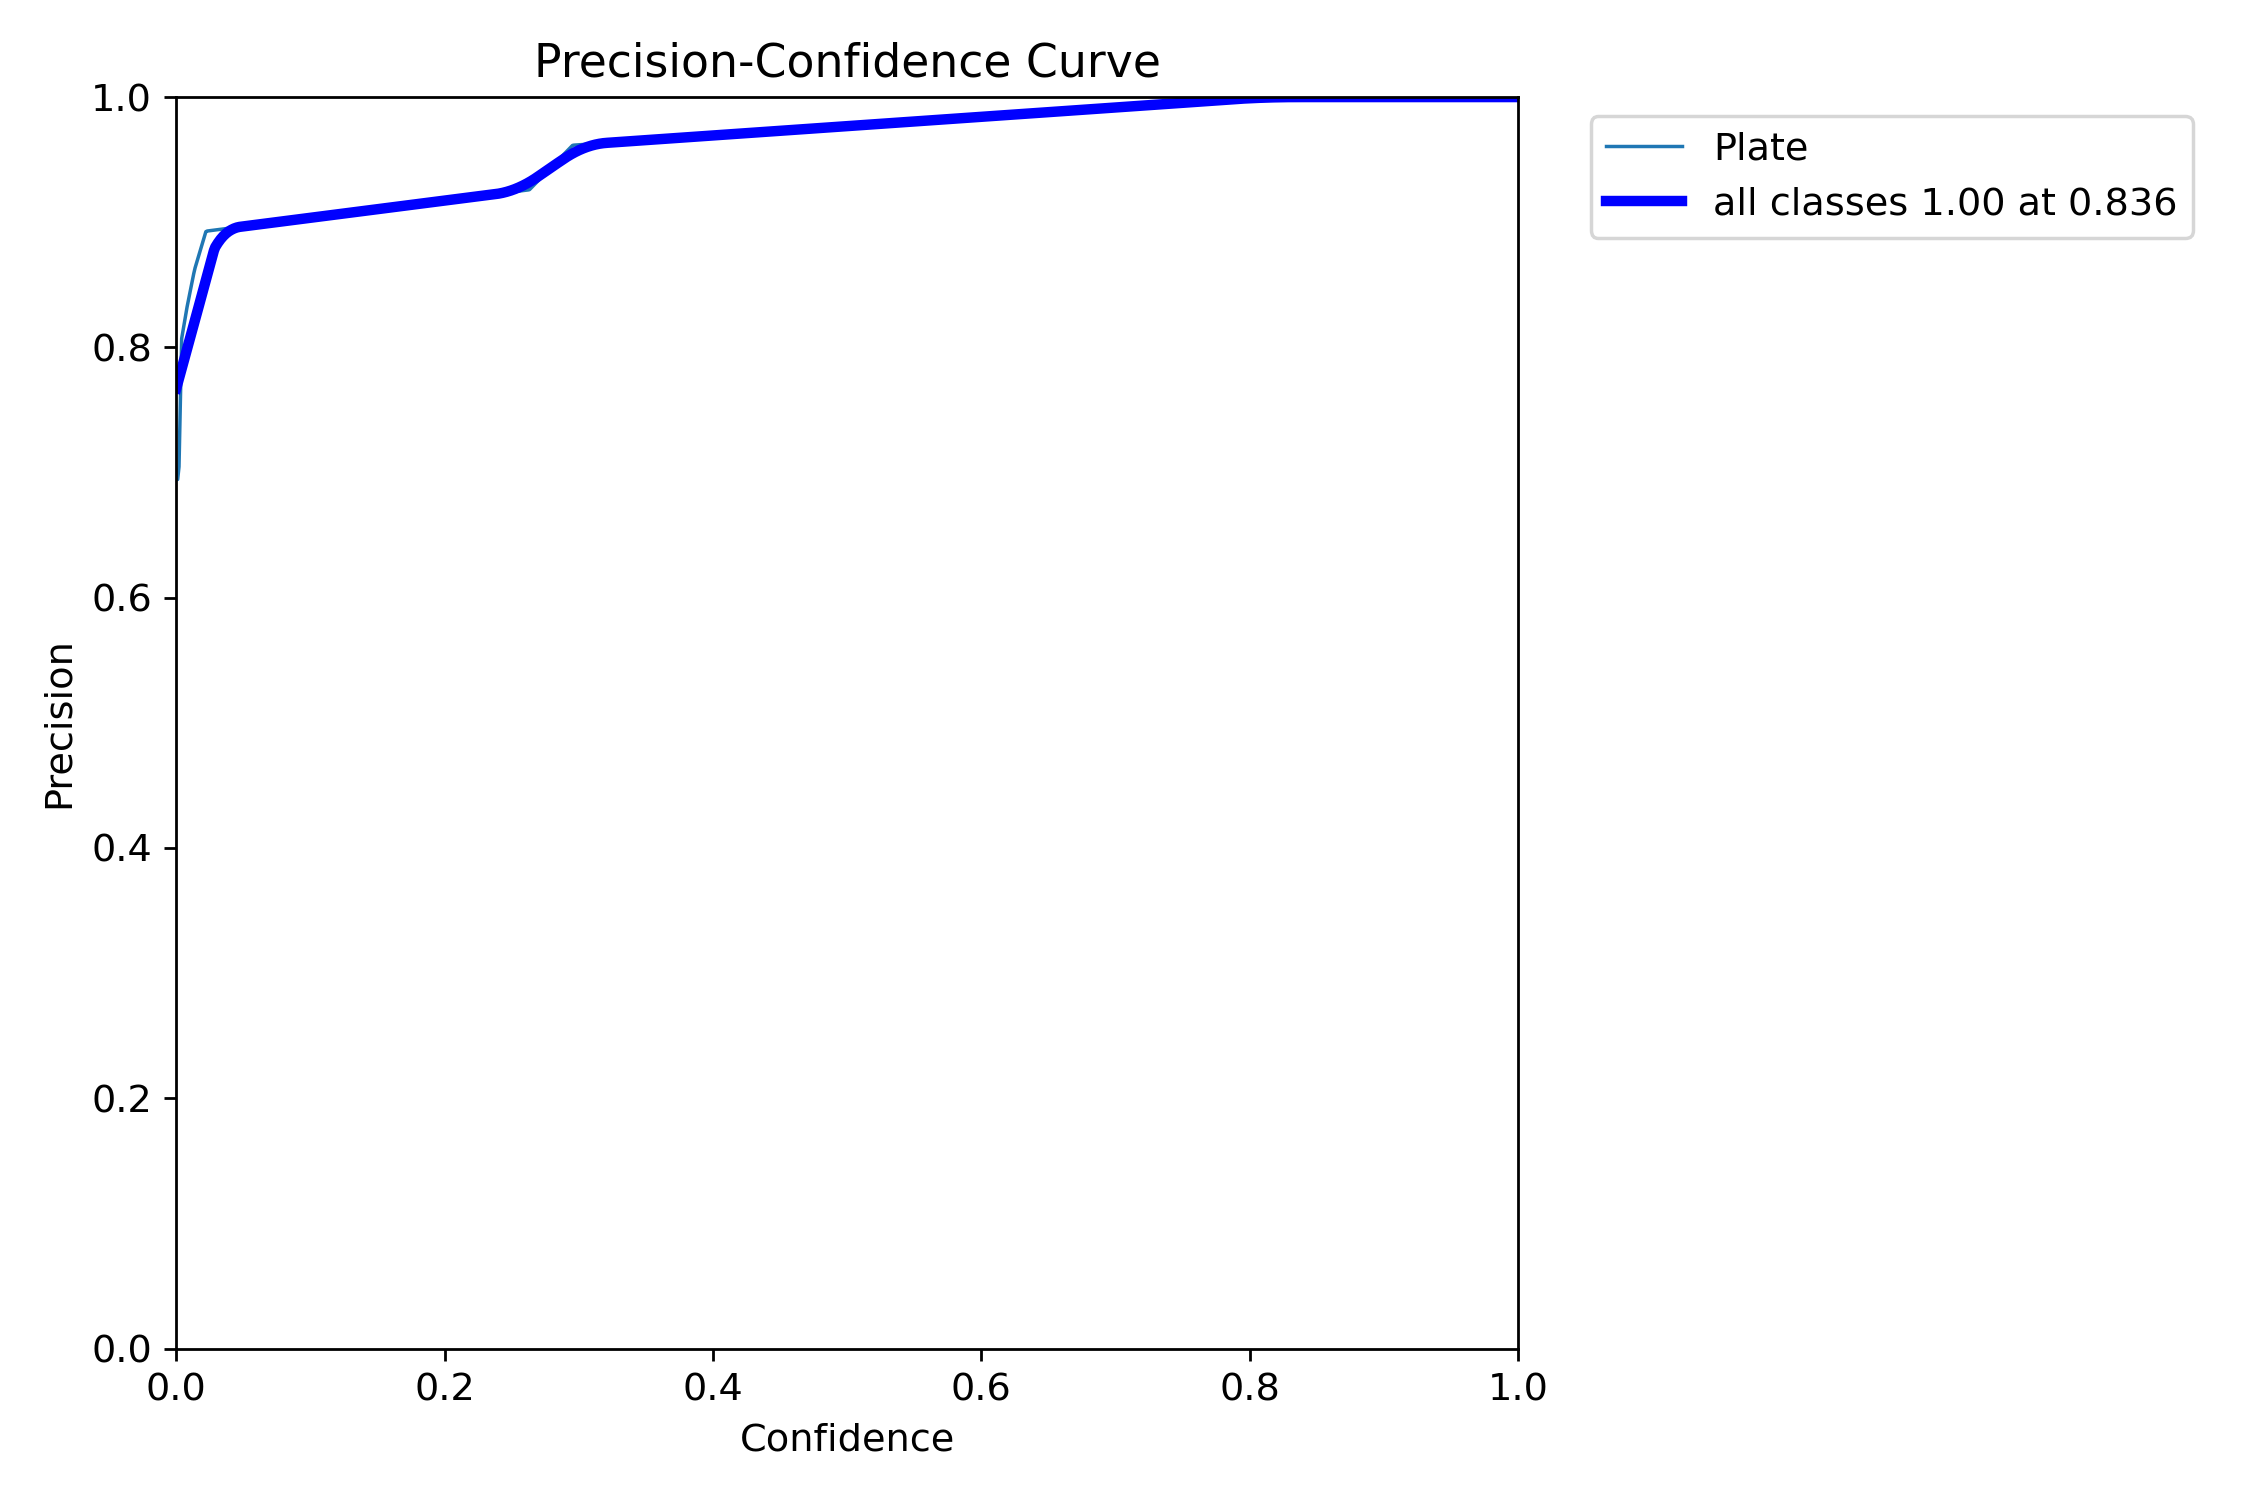 Precision-Confidence Curve
1.0
0.8
0.6
0.4
0.2
0.0
Precision
0.0 0.2 0.4 0.6 0.8 1.0
Confidence
Plate
all classes 1.00 at 0.836